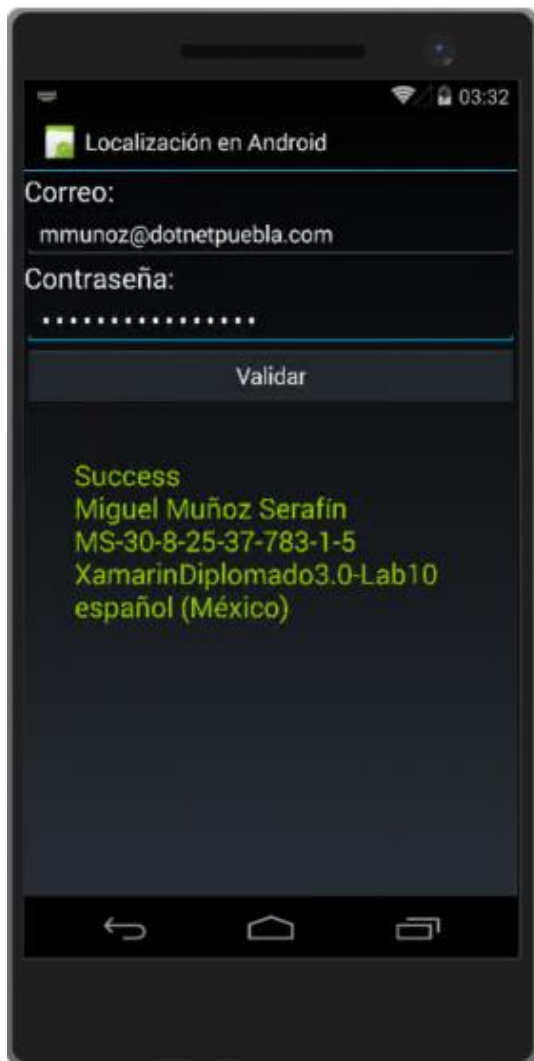 03:32
Localización en Android
Correo:
mmunoz@dotnetpuebla.com
Contraseña:
Validar
Success
Miguel Muñoz Serafín
MS-30-8-25-37-783-1-5
XamarinDiplomado3.0-Lab10
español (México)